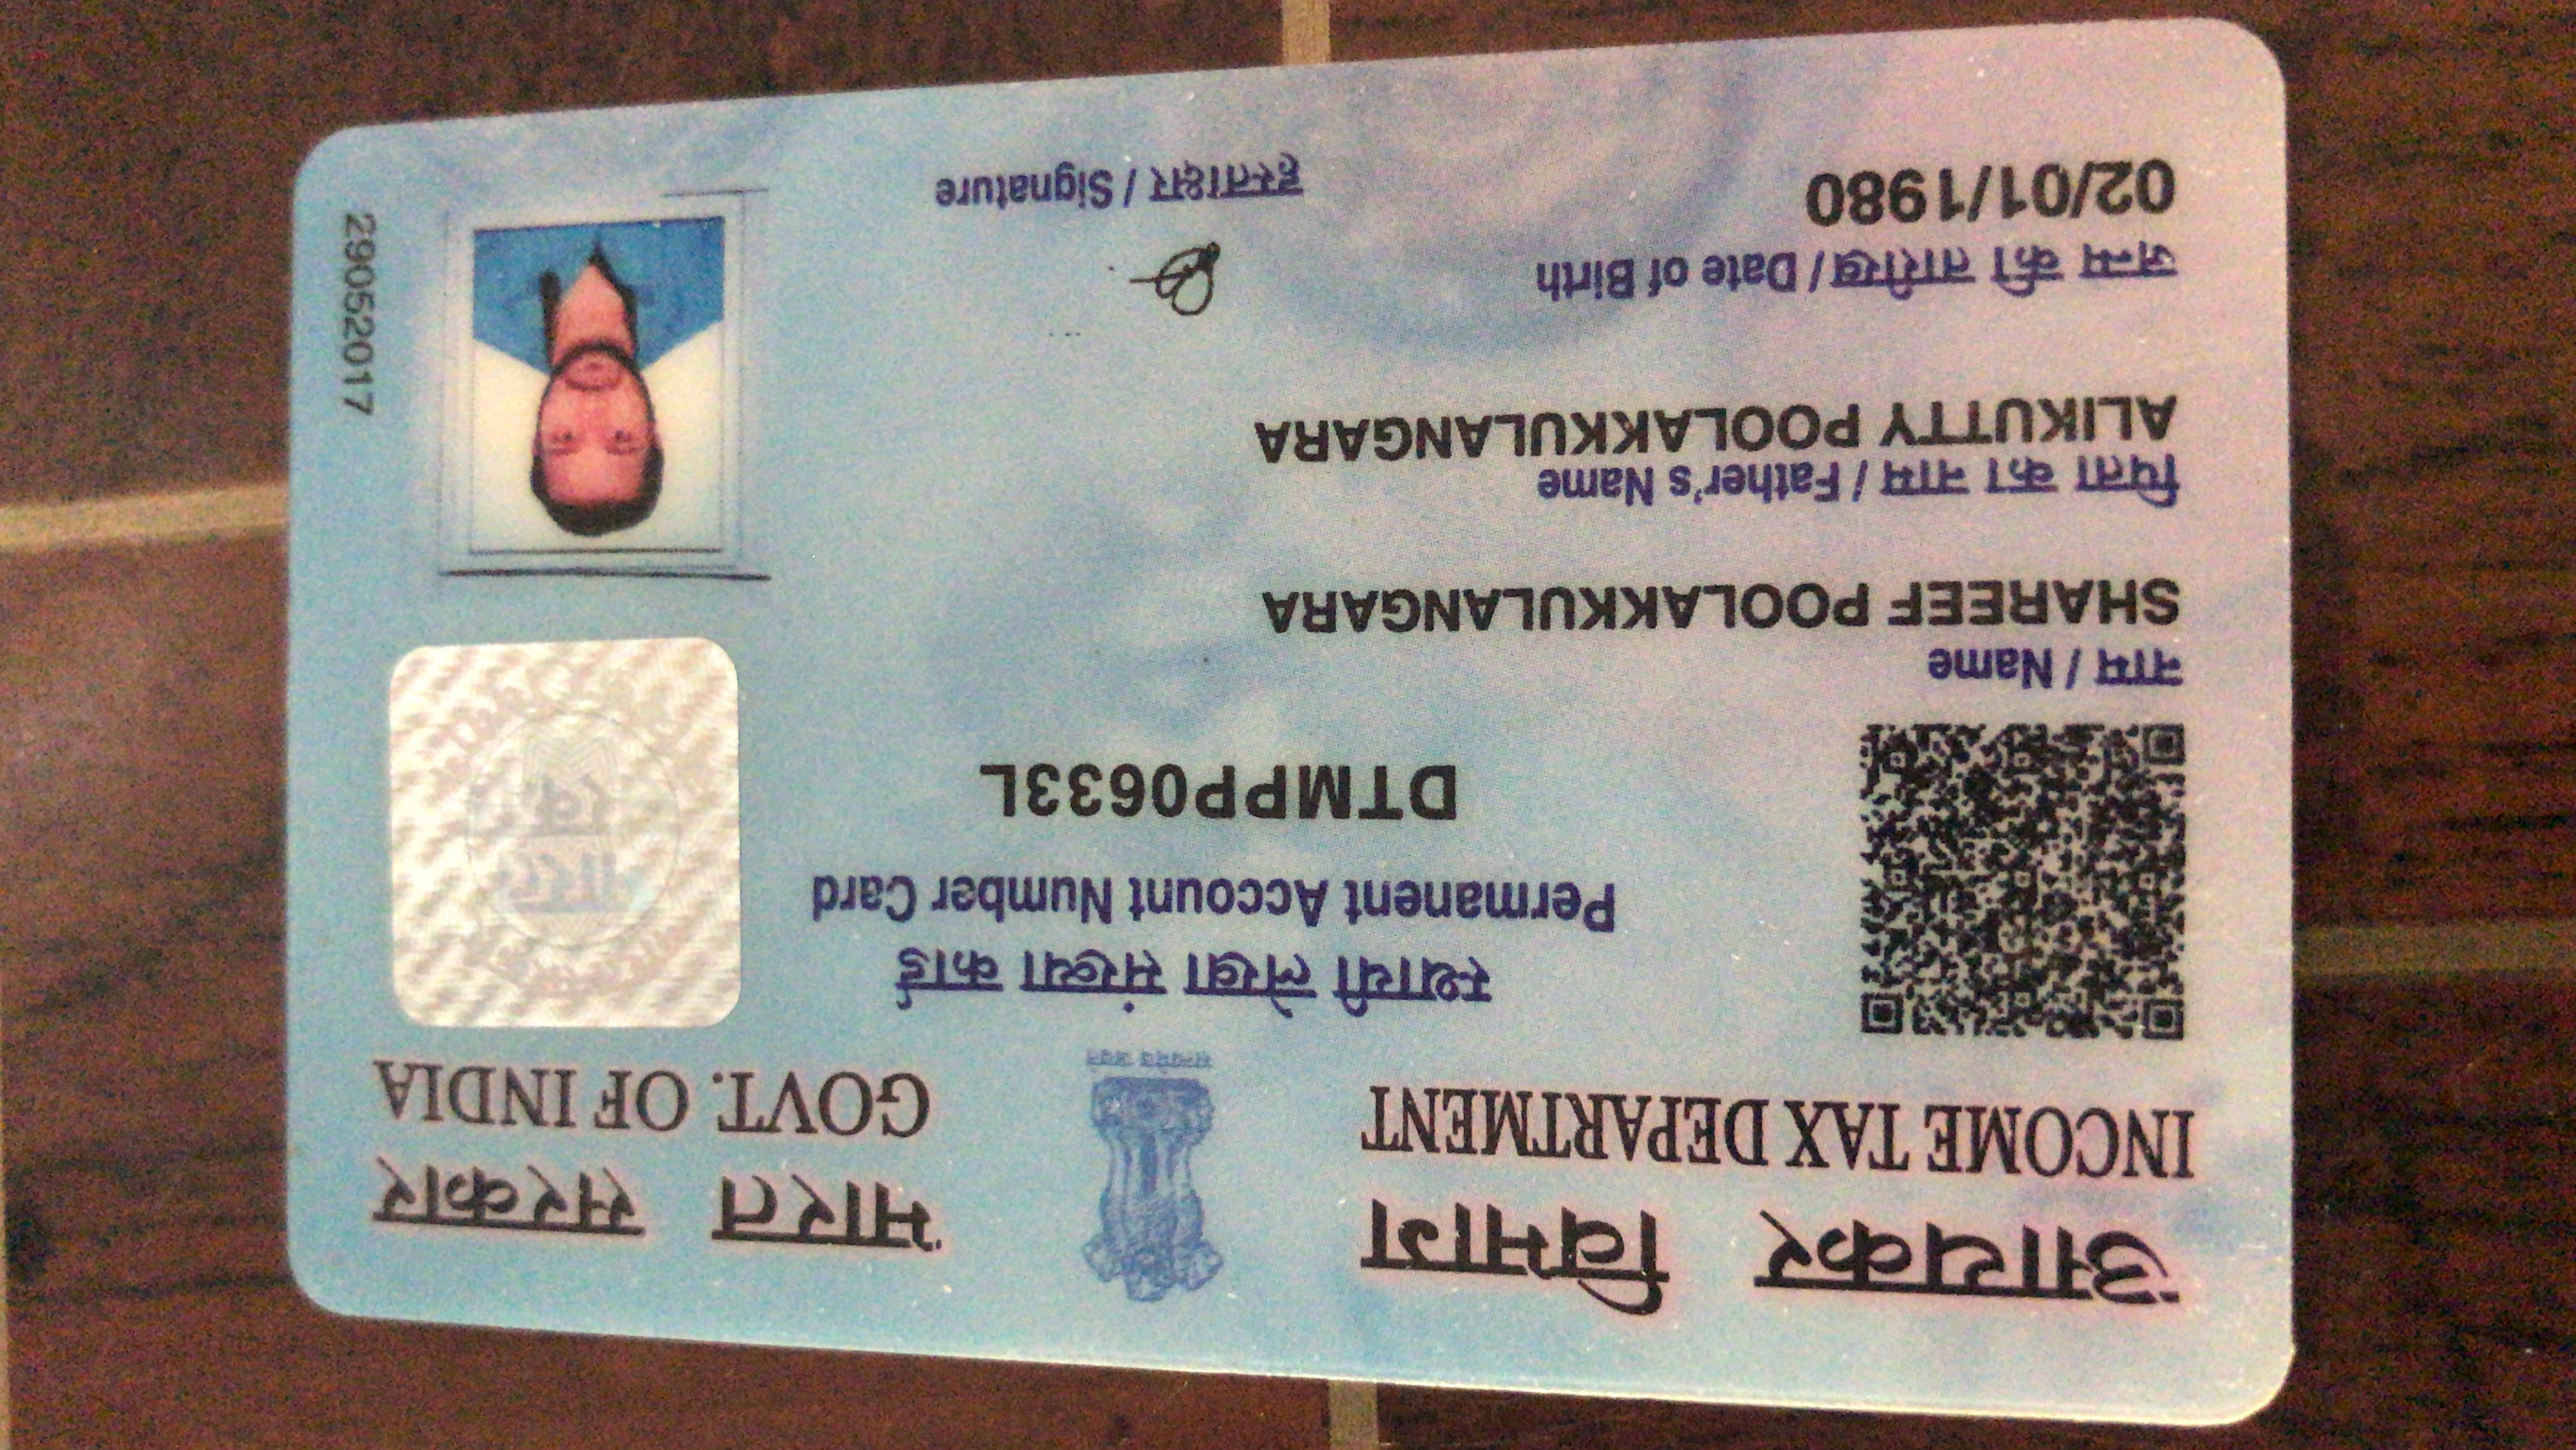 आयकर विभाग
INCOME TAX DEPARTMENT
सत्यमेव जयते
भारत सरकार
GOVT. OF INDIA
स्थायी लेखा संख्या कार्ड
Permanent Account Number Card
DTMPP0633L
नाम / Name
SHAREEF POOLAKKULANGARA
पिता का नाम / Father's Name
ALIKUTTY POOLAKKULANGARA
जन्म की तारीख / Date of Birth
02/01/1980
हस्ताक्षर / Signature
29052017